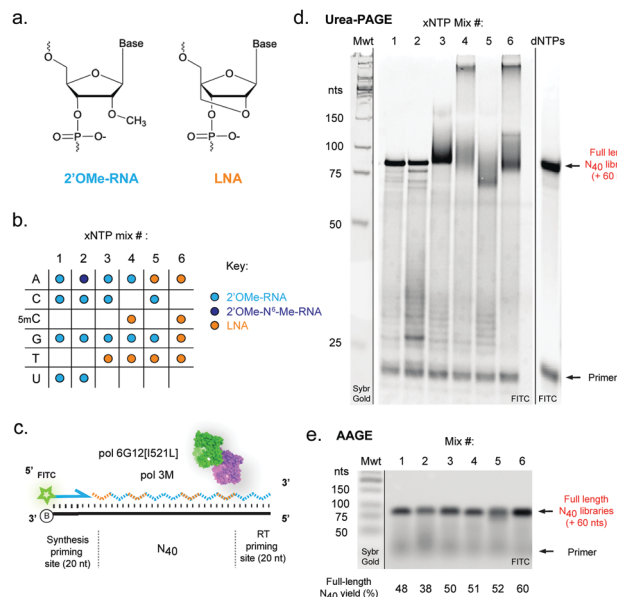 a.
Base
Base
O
O
O
O
O
O
O
CH3
O
O
O=P-O-
O=P-O-
2'OMe-RNA
LNA
b.
xNTP mix # :
1 2 3 4 5 6
A
C
5mC
G
T
U
Key:
2'OMe-RNA
2'OMe-N6-Me-RNA
LNA
c.
pol 6G12[I521L]
pol 3M
5'
FITC
3'
3'
B
5'
Synthesis
priming
site (20 nt)
N40
RT
priming
site (20 nt)
d. Urea-PAGE
xNTP Mix #:
Mwt
1 2 3 4 5 6
dNTPs
nts
150
100
75
50
25
Full len
N40 libra
(+ 60
Primer
Sybr
Gold
FITC
FITC
e. AAGE
Mix #:
Mwt
1 2 3 4 5 6
nts
150
100
75
50
Full length
N40 libraries
(+ 60 nts)
Primer
Sybr
Gold
FITC
Full-length
N40 yield (%)
48 38 50 51 52 60